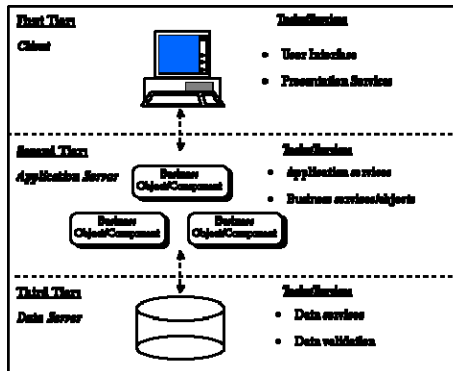 First Tier:
Client
Tasks/Services
• User Interface
• Presentation Services
Second Tier:
Application Server
Business
Object/Component
Business
Object/Component
Business
Object/Component
Tasks/Services
• Application services
• Business services/objects
Third Tier:
Data Server
Tasks/Services
• Data services
• Data validation